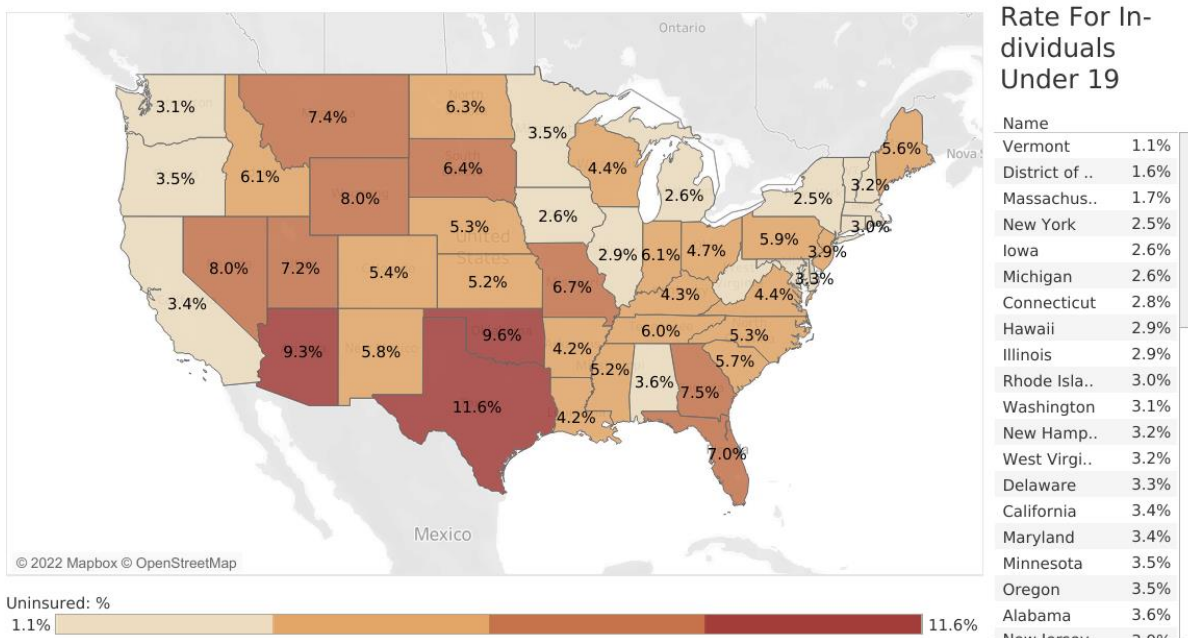 Ontario
3.1%
7.4%
6.3%
3.5%
5.6%
Nova
3.5%
6.1%
6.4%
4.4%
2.6%
2.5%
3.2%
8.0%
5.3%
2.6%
3.0%
United
States
8.0%
7.2%
5.4%
5.2%
2.9%
6.1%
4.7%
5.9%
3.9%
3.3%
3.4%
6.7%
4.3%
4.4%
9.3%
5.8%
9.6%
4.2%
6.0%
5.3%
5.2%
3.6%
7.5%
5.7%
11.6%
4.2%
7.0%
Mexico
© 2022 Mapbox © OpenStreetMap
Uninsured: %
1.1%
11.6%
Rate For In-
dividuals
Under 19
Name
Vermont 1.1%
District of .. 1.6%
Massachus.. 1.7%
New York 2.5%
Iowa 2.6%
Michigan 2.6%
Connecticut 2.8%
Hawaii 2.9%
Illinois 2.9%
Rhode Isla.. 3.0%
Washington 3.1%
New Hamp.. 3.2%
West Virgi.. 3.2%
Delaware 3.3%
California 3.4%
Maryland 3.4%
Minnesota 3.5%
Oregon 3.5%
Alabama 3.6%